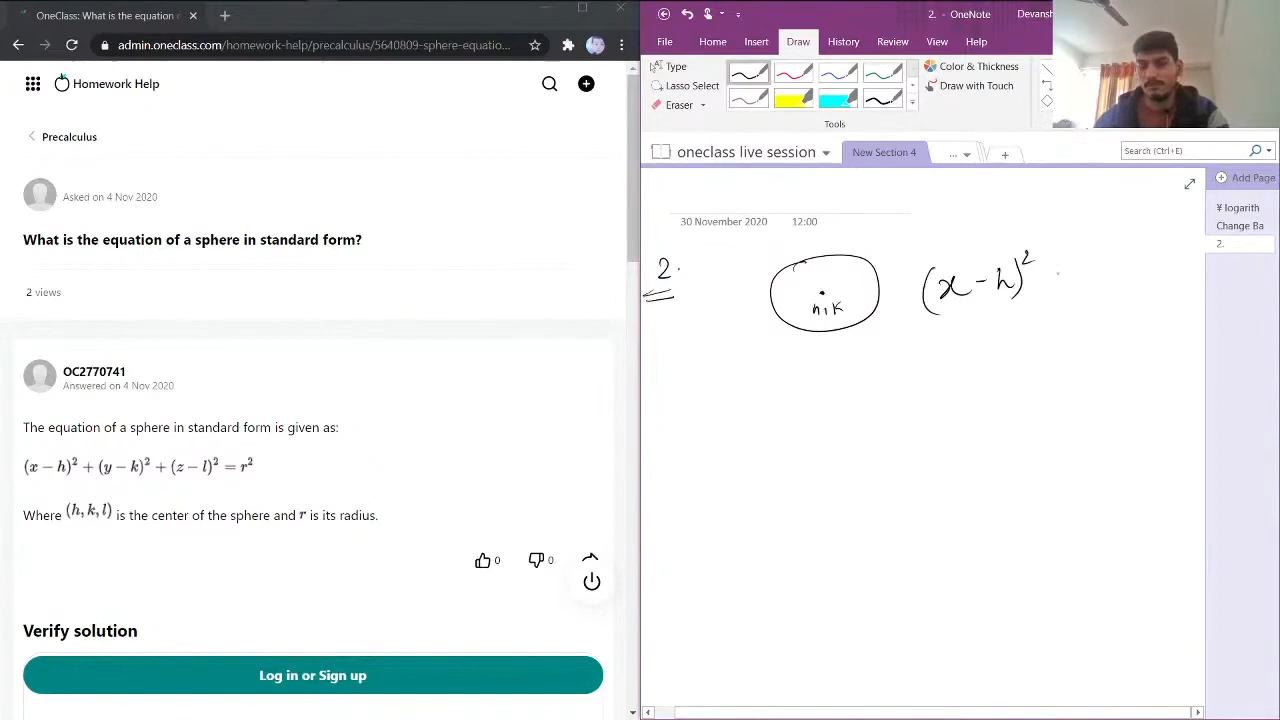 OneClass: What is the equation o
admin.oneclass.com/homework-help/precalculus/5640809-sphere-equatio...
Homework Help
Precalculus
Asked on 4 Nov 2020
What is the equation of a sphere in standard form?
2 views
OC2770741
Answered on 4 Nov 2020
The equation of a sphere in standard form is given as:
(x − h)² + (y − k)² + (z − l)² = r²
Where (h, k, l) is the center of the sphere and r is its radius.
0 0
Verify solution
Log in or Sign up
2. - OneNote Devansh
File Home Insert Draw History Review View Help
Type
Lasso Select
Eraser
Color & Thickness
Draw with Touch
Tools
oneclass live session New Section 4 ...
Search (Ctrl+E)
Add Page
¥ logarith
Change Ba
2.
30 November 2020 12:00
2.
h, k
(x - h)²